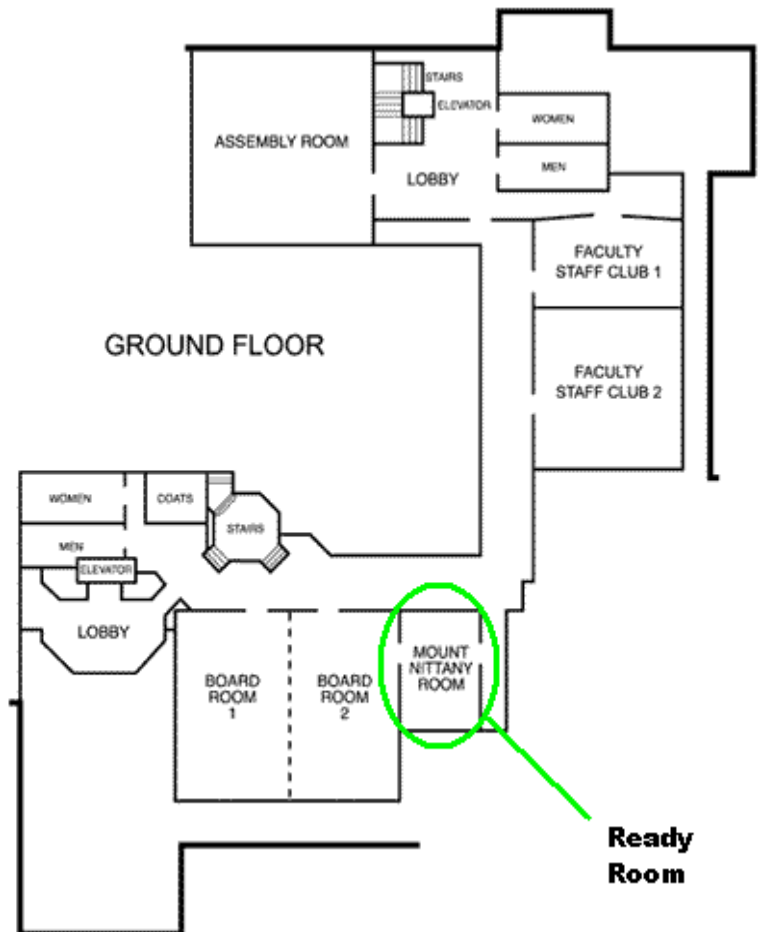 STAIRS
ELEVATOR
WOMEN
ASSEMBLY ROOM
MEN
LOBBY
FACULTY
STAFF CLUB 1
GROUND FLOOR
FACULTY
STAFF CLUB 2
WOMEN
COATS
STAIRS
MEN
ELEVATOR
LOBBY
BOARD
ROOM
1
BOARD
ROOM
2
MOUNT
NITTANY
ROOM
Ready
Room